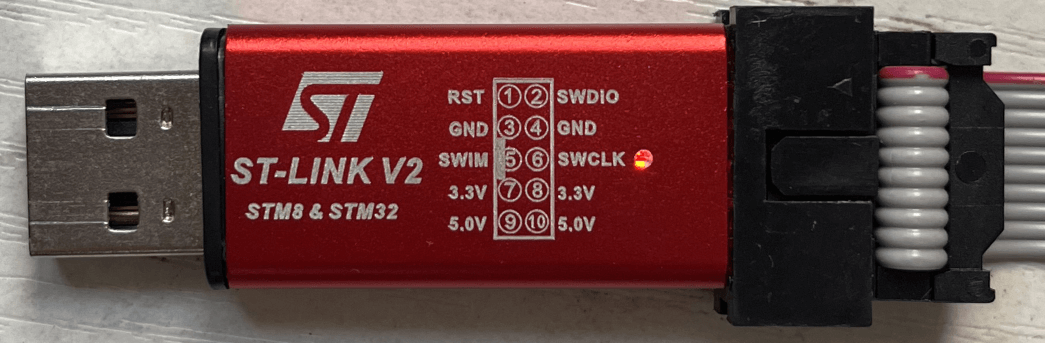 ST
ST-LINK V2
STM8 & STM32
RST ① ② SWDIO
GND ③ ④ GND
SWIM ⑤ ⑥ SWCLK
3.3V ⑦ ⑧ 3.3V
5.0V ⑨ ⑩ 5.0V